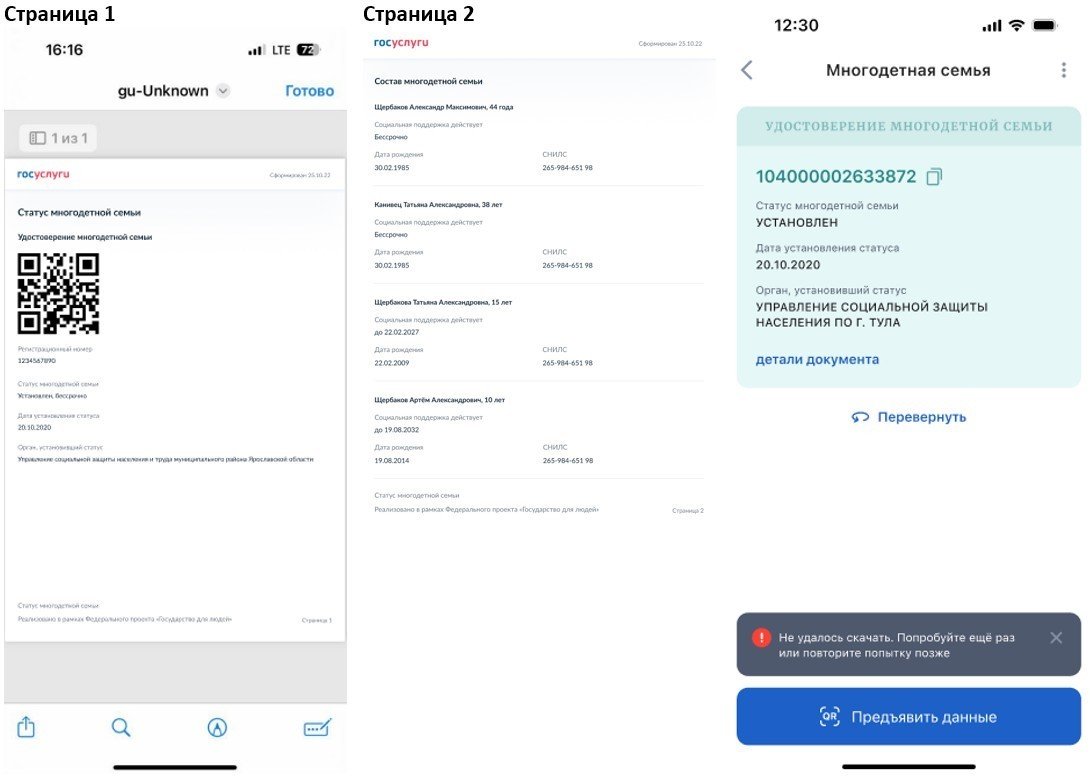 Страница 1
16:16
LTE 72
gu-Unknown
Готово
1 из 1
госуслуги
Сформирован 25.10.22
Статус многодетной семьи
Удостоверение многодетной семьи
Регистрационный номер
1234567890
Статус многодетной семьи
Установлен, бессрочно
Дата установления статуса
20.10.2020
Орган, установивший статус
Управление социальной защиты населения и труда муниципального района Ярославской области
Статус многодетной семьи
Реализовано в рамках Федерального проекта «Государство для людей»
Страница 1
Страница 2
госуслуги
Сформирован 25.10.22
Состав многодетной семьи
Щербаков Александр Максимович, 44 года
Социальная поддержка действует
Бессрочно
Дата рождения СНИЛС
30.02.1985 265-984-651 98
Канивец Татьяна Александровна, 38 лет
Социальная поддержка действует
Бессрочно
Дата рождения СНИЛС
30.02.1985 265-984-651 98
Щербакова Татьяна Александровна, 15 лет
Социальная поддержка действует
до 22.02.2027
Дата рождения СНИЛС
22.02.2009 265-984-651 98
Щербаков Артём Александрович, 10 лет
Социальная поддержка действует
до 19.08.2032
Дата рождения СНИЛС
19.08.2014 265-984-651 98
Статус многодетной семьи
Реализовано в рамках Федерального проекта «Государство для людей»
Страница 2
12:30
Многодетная семья
УДОСТОВЕРЕНИЕ МНОГОДЕТНОЙ СЕМЬИ
104000002633872
Статус многодетной семьи
УСТАНОВЛЕН
Дата установления статуса
20.10.2020
Орган, установивший статус
УПРАВЛЕНИЕ СОЦИАЛЬНОЙ ЗАЩИТЫ
НАСЕЛЕНИЯ ПО Г. ТУЛА
детали документа
Перевернуть
Не удалось скачать. Попробуйте ещё раз
или повторите попытку позже
QR Предъявить данные